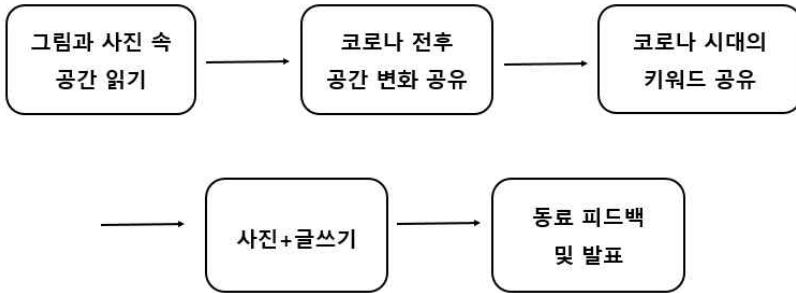 그림과 사진 속
공간 읽기
코로나 전후
공간 변화 공유
코로나 시대의
키워드 공유
사진+글쓰기
동료 피드백
및 발표